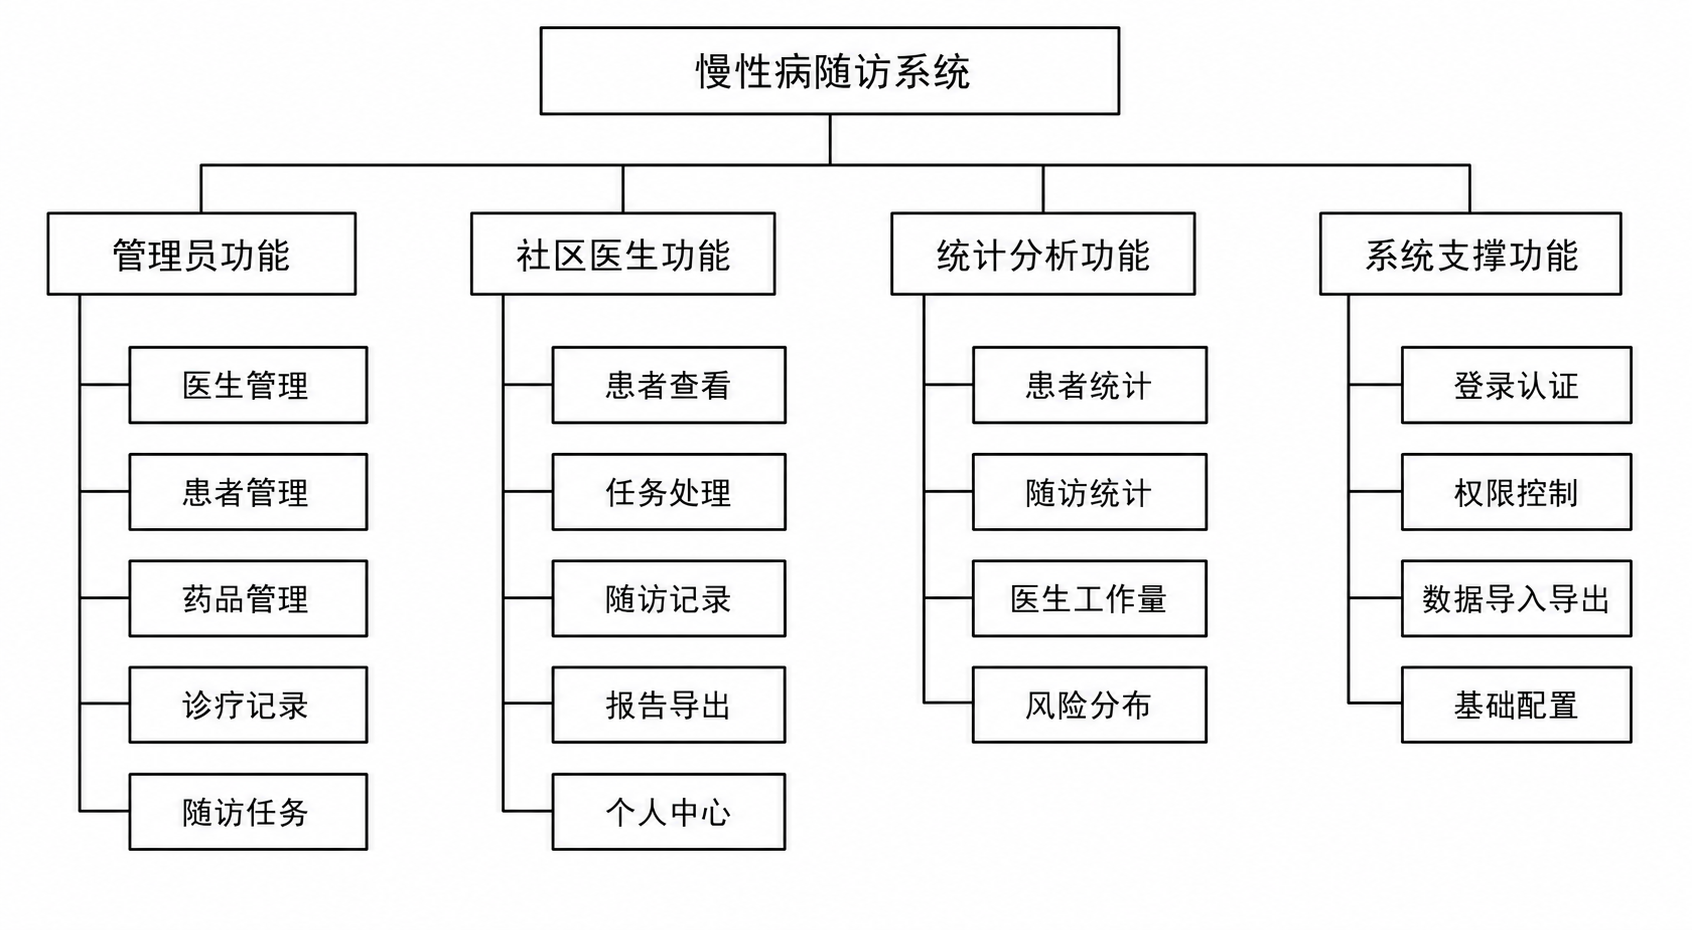 慢性病随访系统
管理员功能
医生管理
患者管理
药品管理
诊疗记录
随访任务
社区医生功能
患者查看
任务处理
随访记录
报告导出
个人中心
统计分析功能
患者统计
随访统计
医生工作量
风险分布
系统支撑功能
登录认证
权限控制
数据导入导出
基础配置